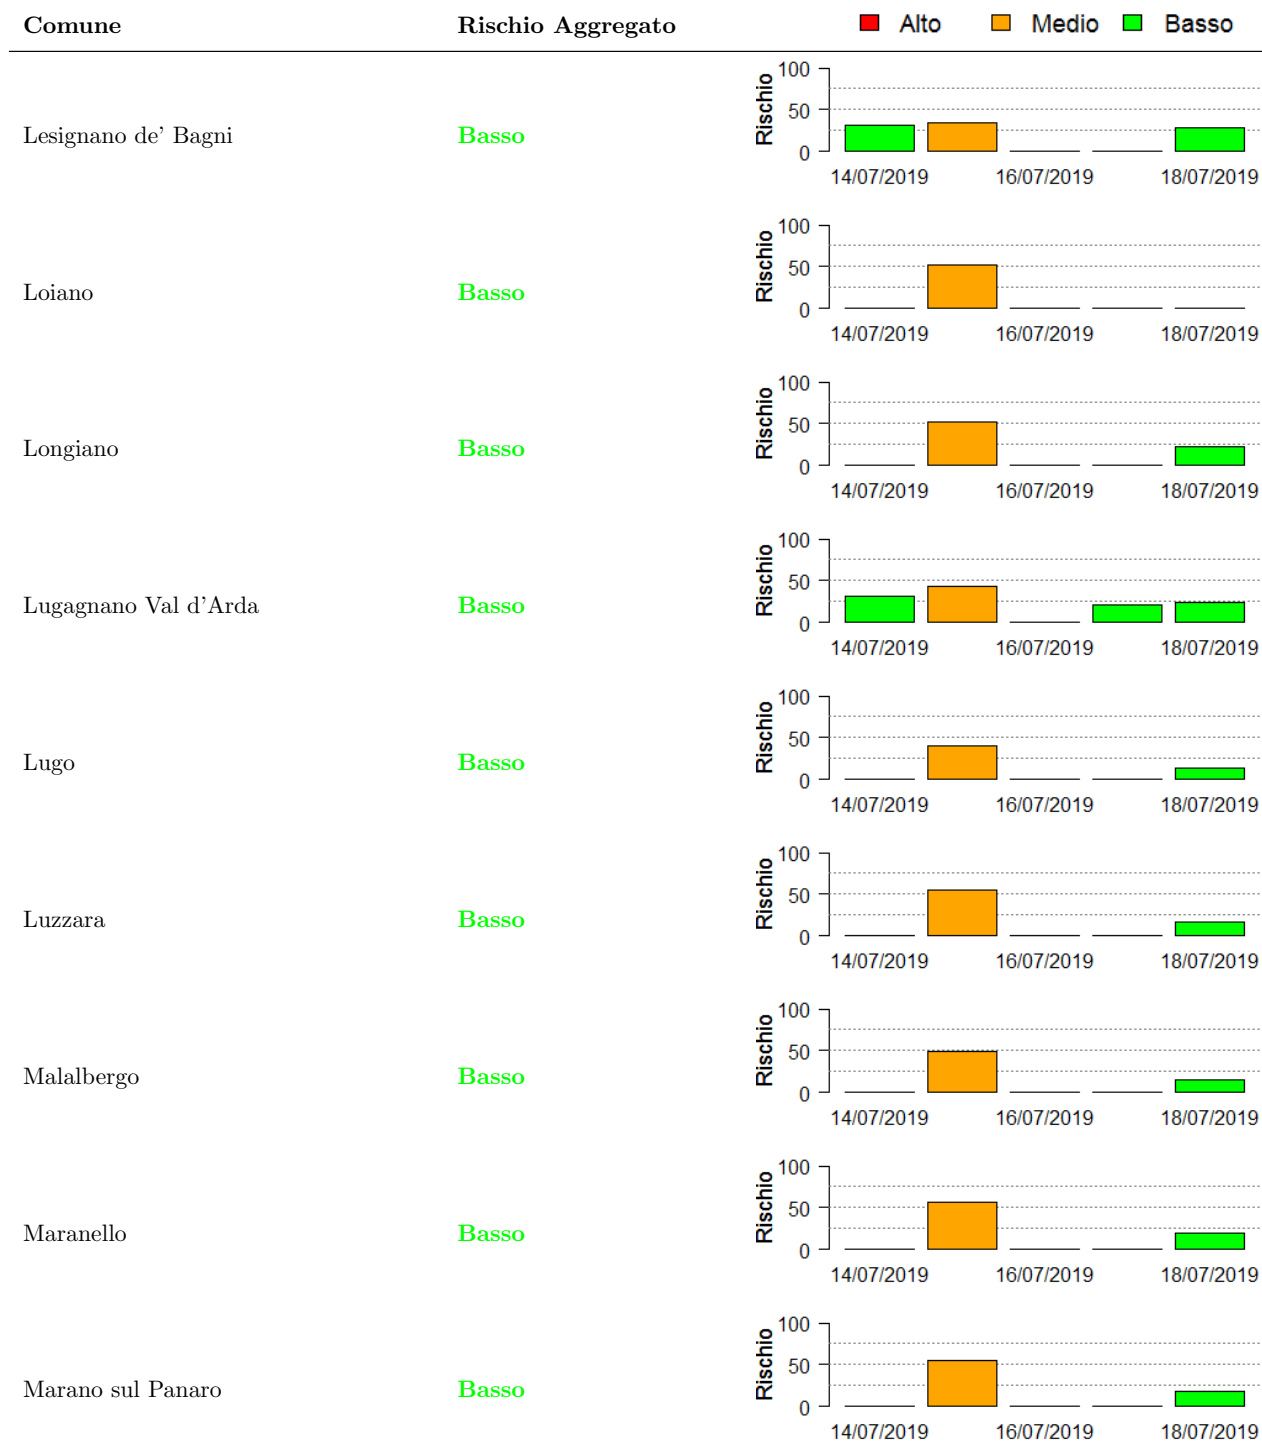 Comune Rischio Aggregato Alto Medio Basso
Lesignano de' Bagni Basso
Rischio
100
50
0
14/07/2019 16/07/2019 18/07/2019
Loiano Basso
Rischio
100
50
0
14/07/2019 16/07/2019 18/07/2019
Longiano Basso
Rischio
100
50
0
14/07/2019 16/07/2019 18/07/2019
Lugagnano Val d'Arda Basso
Rischio
100
50
0
14/07/2019 16/07/2019 18/07/2019
Lugo Basso
Rischio
100
50
0
14/07/2019 16/07/2019 18/07/2019
Luzzara Basso
Rischio
100
50
0
14/07/2019 16/07/2019 18/07/2019
Malalbergo Basso
Rischio
100
50
0
14/07/2019 16/07/2019 18/07/2019
Maranello Basso
Rischio
100
50
0
14/07/2019 16/07/2019 18/07/2019
Marano sul Panaro Basso
Rischio
100
50
0
14/07/2019 16/07/2019 18/07/2019